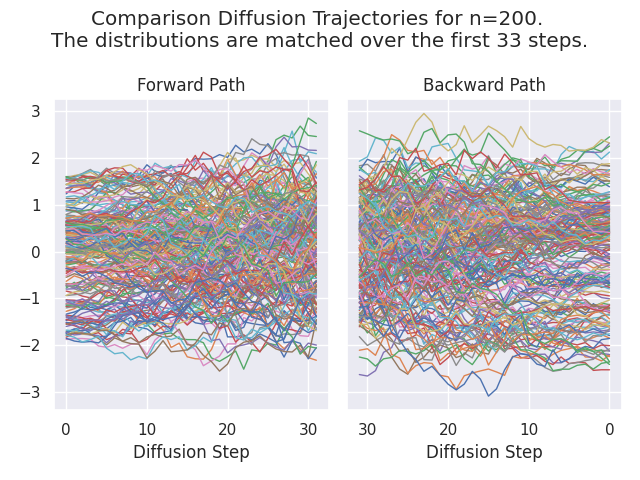 Comparison Diffusion Trajectories for n=200.
The distributions are matched over the first 33 steps.
Forward Path
Backward Path
3
2
1
0
−1
−2
−3
0 10 20 30
30 20 10 0
Diffusion Step
Diffusion Step